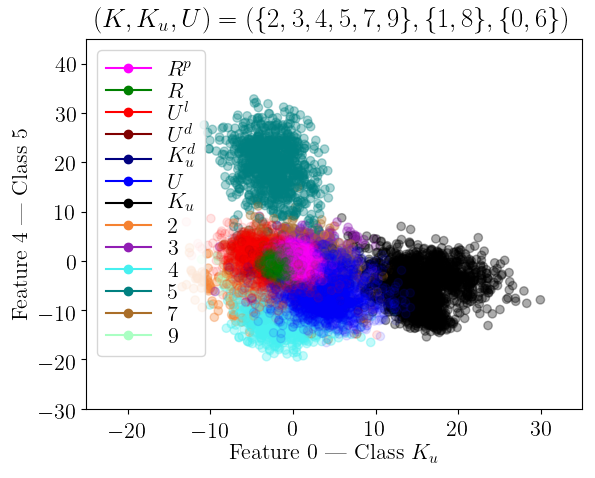 (K, K_u, U) = ({2, 3, 4, 5, 7, 9}, {1, 8}, {0, 6})
Feature 4 — Class 5
40
30
20
10
0
−10
−20
−30
R^p
R
U^l
U^d
K_u^d
U
K_u
2
3
4
5
7
9
−20 −10 0 10 20 30
Feature 0 — Class K_u